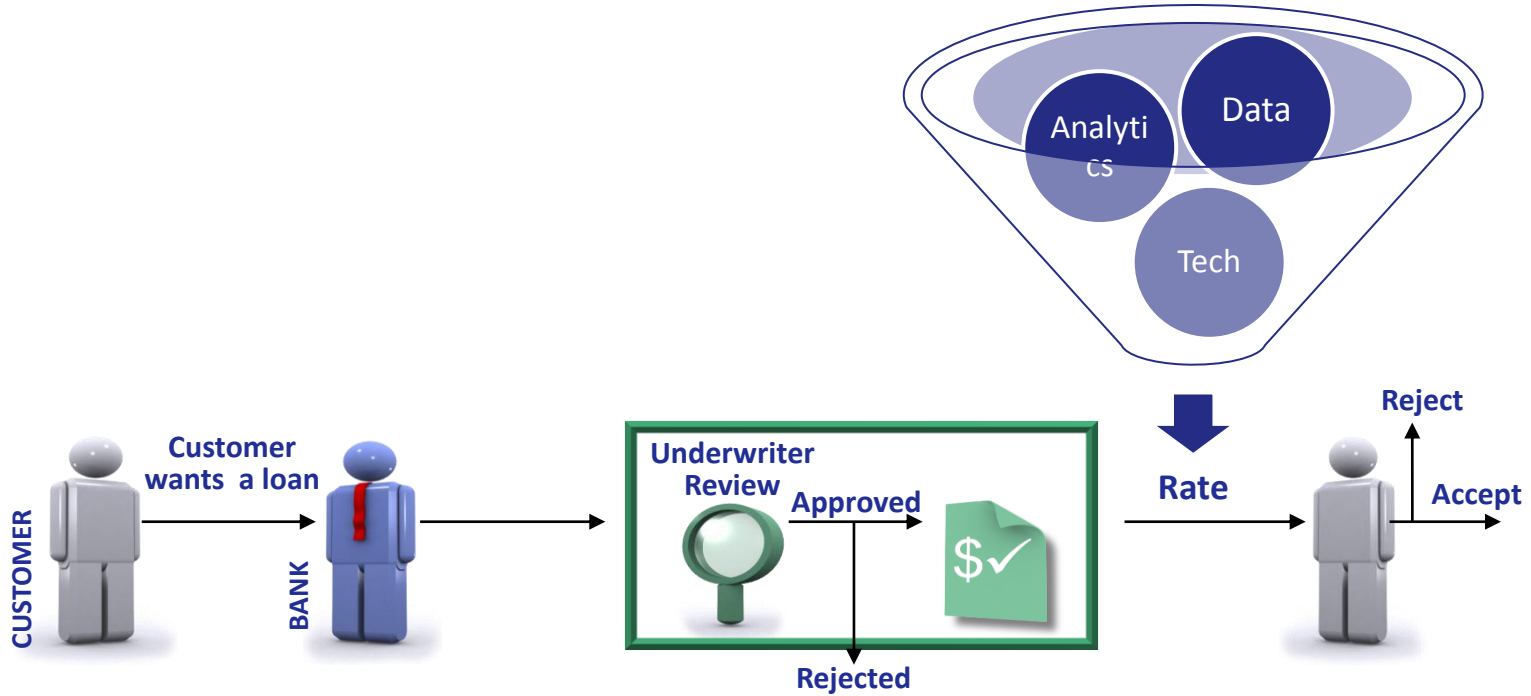 Data
Analyti
cs
Tech
Reject
Customer
wants a loan
Underwriter
Review
Approved
Rate
Accept
$✓
CUSTOMER
BANK
Rejected